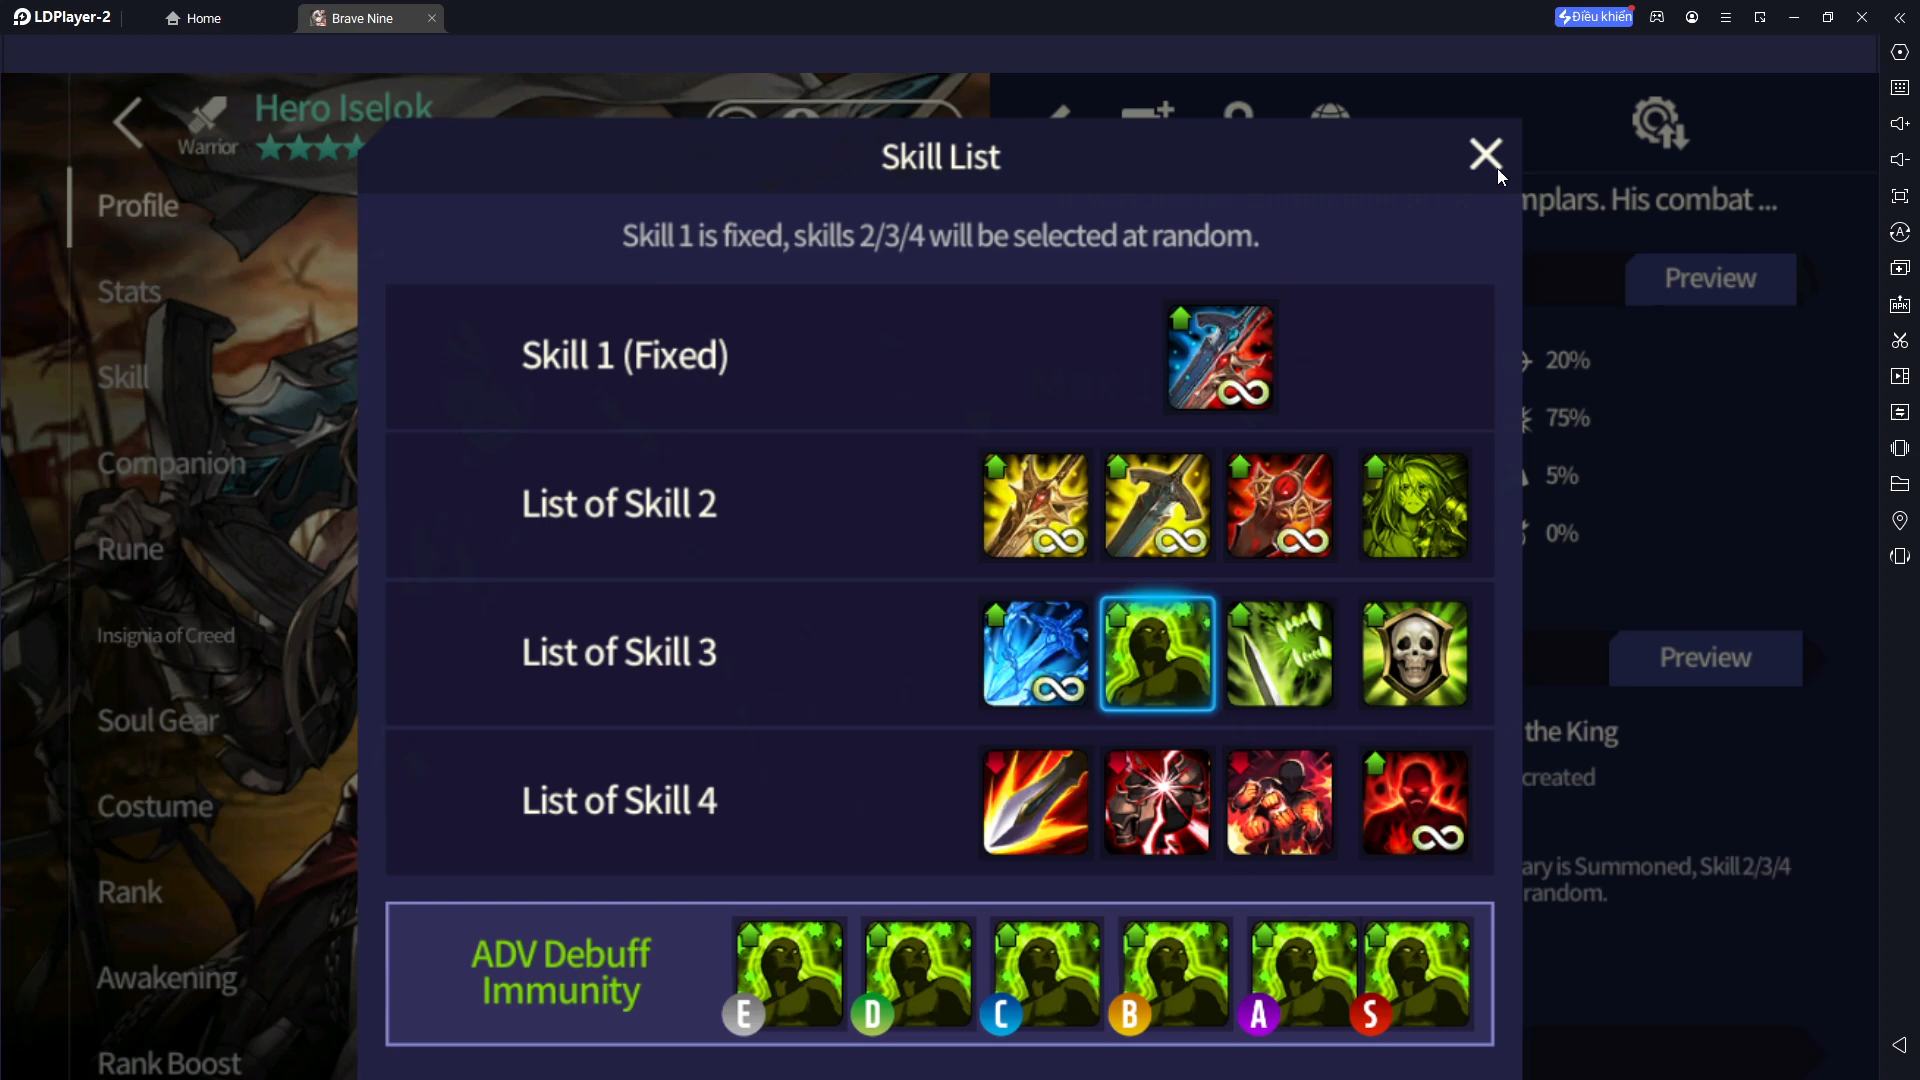 LDPlayer-2
Home
Brave Nine
Điều khiển
Hero Iselok
Warrior
Skill List
Skill 1 is fixed, skills 2/3/4 will be selected at random.
mplars. His combat ...
Profile
Stats
Skill
Companion
Rune
Insignia of Creed
Soul Gear
Costume
Rank
Awakening
Rank Boost
Skill 1 (Fixed)
List of Skill 2
List of Skill 3
List of Skill 4
ADV Debuff
Immunity
E
D
C
B
A
S
Preview
20%
75%
5%
0%
Preview
the King
created
ary is Summoned, Skill 2/3/4
random.
APK